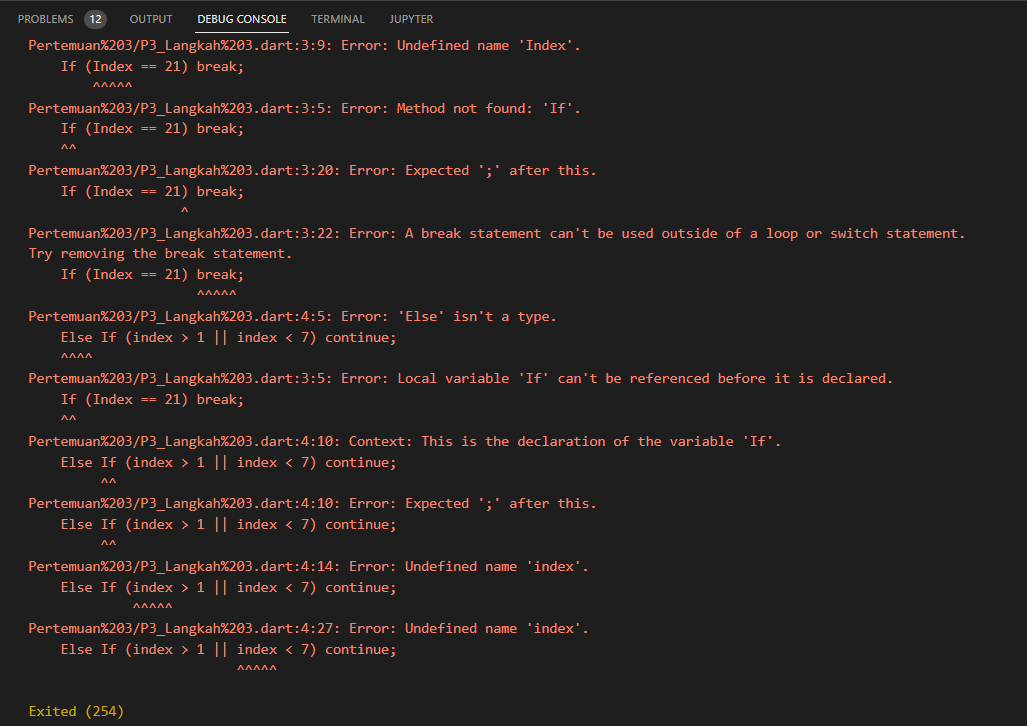 PROBLEMS 12 OUTPUT DEBUG CONSOLE TERMINAL JUPYTER
Pertemuan%203/P3_Langkah%203.dart:3:9: Error: Undefined name 'Index'.
    If (Index == 21) break;
        ^^^^^
Pertemuan%203/P3_Langkah%203.dart:3:5: Error: Method not found: 'If'.
    If (Index == 21) break;
    ^^
Pertemuan%203/P3_Langkah%203.dart:3:20: Error: Expected ';' after this.
    If (Index == 21) break;
                   ^
Pertemuan%203/P3_Langkah%203.dart:3:22: Error: A break statement can't be used outside of a loop or switch statement.
Try removing the break statement.
    If (Index == 21) break;
                     ^^^^^
Pertemuan%203/P3_Langkah%203.dart:4:5: Error: 'Else' isn't a type.
    Else If (index > 1 || index < 7) continue;
    ^^^^
Pertemuan%203/P3_Langkah%203.dart:3:5: Error: Local variable 'If' can't be referenced before it is declared.
    If (Index == 21) break;
    ^^
Pertemuan%203/P3_Langkah%203.dart:4:10: Context: This is the declaration of the variable 'If'.
    Else If (index > 1 || index < 7) continue;
         ^^
Pertemuan%203/P3_Langkah%203.dart:4:10: Error: Expected ';' after this.
    Else If (index > 1 || index < 7) continue;
         ^^
Pertemuan%203/P3_Langkah%203.dart:4:14: Error: Undefined name 'index'.
    Else If (index > 1 || index < 7) continue;
             ^^^^^
Pertemuan%203/P3_Langkah%203.dart:4:27: Error: Undefined name 'index'.
    Else If (index > 1 || index < 7) continue;
                          ^^^^^
Exited (254)